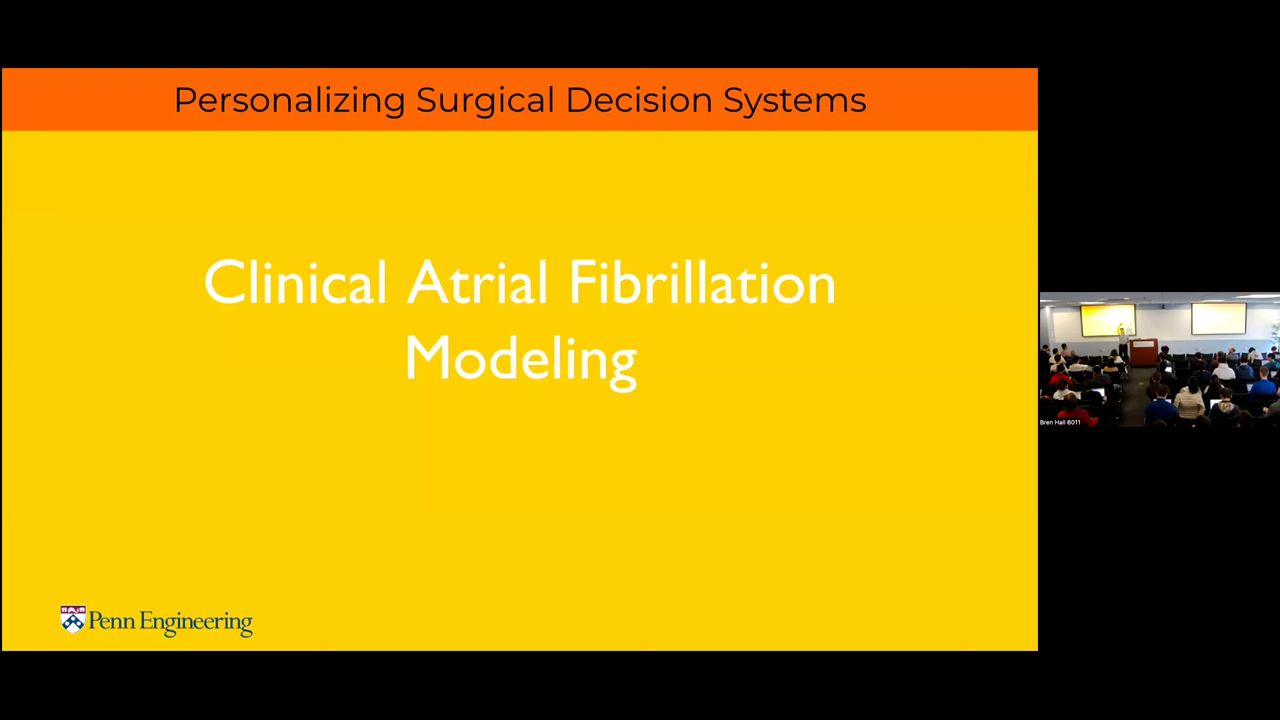 Personalizing Surgical Decision Systems
Clinical Atrial Fibrillation
Modeling
Penn Engineering
Bren Hall 6011